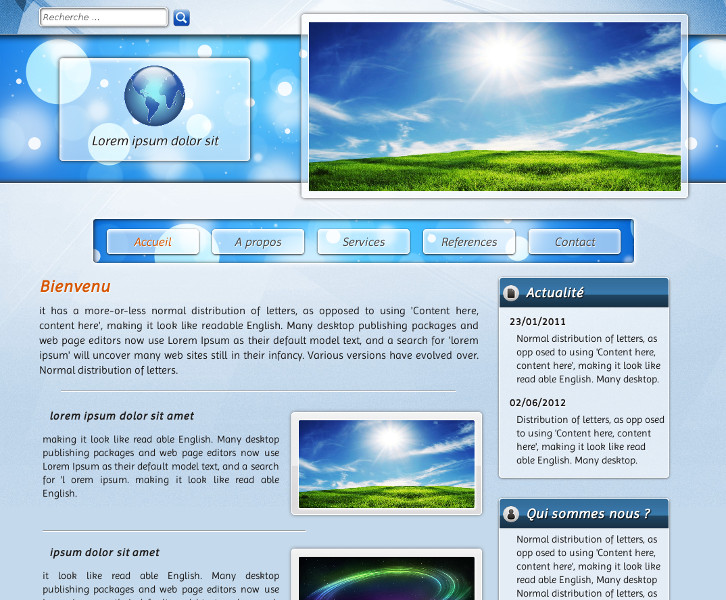 Recherche ...
Lorem ipsum dolor sit
Accueil
A propos
Services
References
Contact
Bienvenu
it has a more-or-less normal distribution of letters, as opposed to using 'Content here,
content here', making it look like readable English. Many desktop publishing packages and
web page editors now use Lorem Ipsum as their default model text, and a search for 'lorem
ipsum' will uncover many web sites still in their infancy. Various versions have evolved over.
Normal distribution of letters.
lorem ipsum dolor sit amet
making it look like read able English. Many desktop
publishing packages and web page editors now use
Lorem Ipsum as their default model text, and a search
for 'l orem ipsum. making it look like read able
English.
ipsum dolor sit amet
it look like read able English. Many desktop
publishing packages and web page editors now use
Actualité
23/01/2011
Normal distribution of letters, as
opp osed to using 'Content here,
content here', making it look like
read able English. Many desktop.
02/06/2012
Distribution of letters, as opp osed
to using 'Content here, content
here', making it look like read
able English. Many desktop.
Qui sommes nous ?
Normal distribution of letters, as
opp osed to using 'Content here,
content here', making it look like
read able English. Many desktop
Normal distribution of letters, as